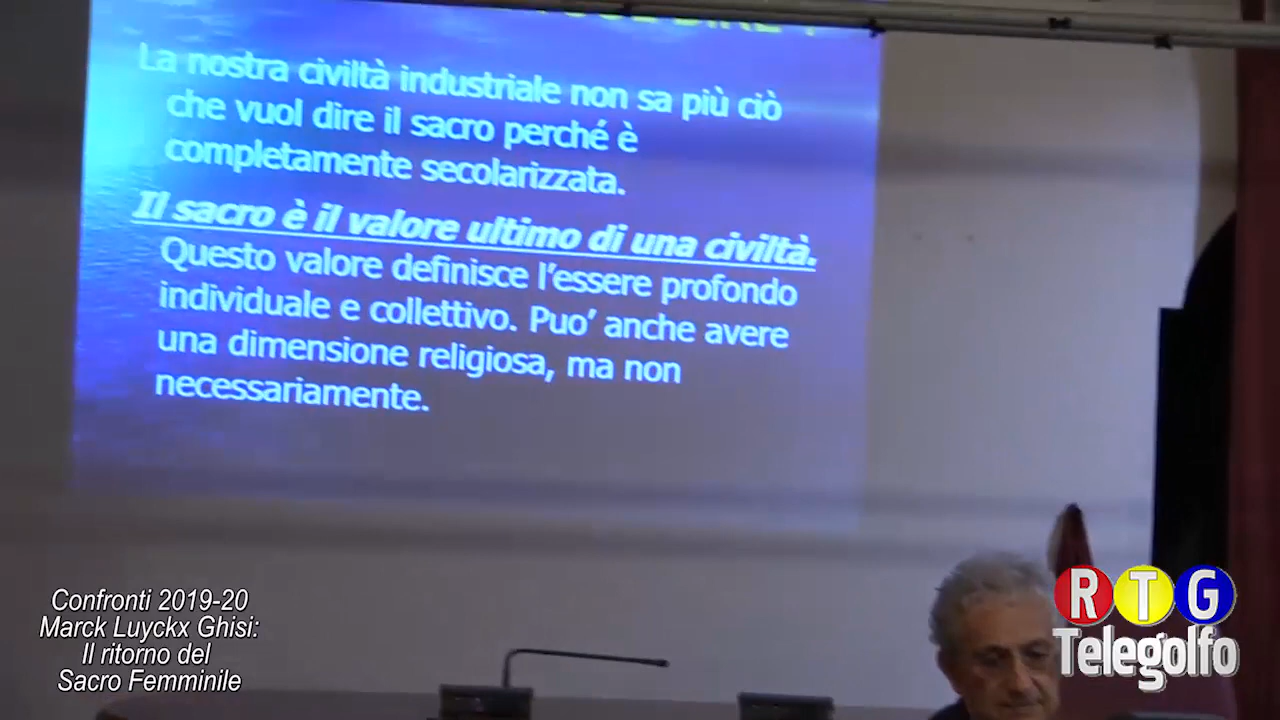 La nostra civiltà industriale non sa più ciò
che vuol dire il sacro perché è
completamente secolarizzata.
Il sacro è il valore ultimo di una civiltà.
Questo valore definisce l'essere profondo
individuale e collettivo. Puo' anche avere
una dimensione religiosa, ma non
necessariamente.
Confronti 2019-20
Marck Luyckx Ghisi:
Il ritorno del
Sacro Femminile
RTG
Telegolfo